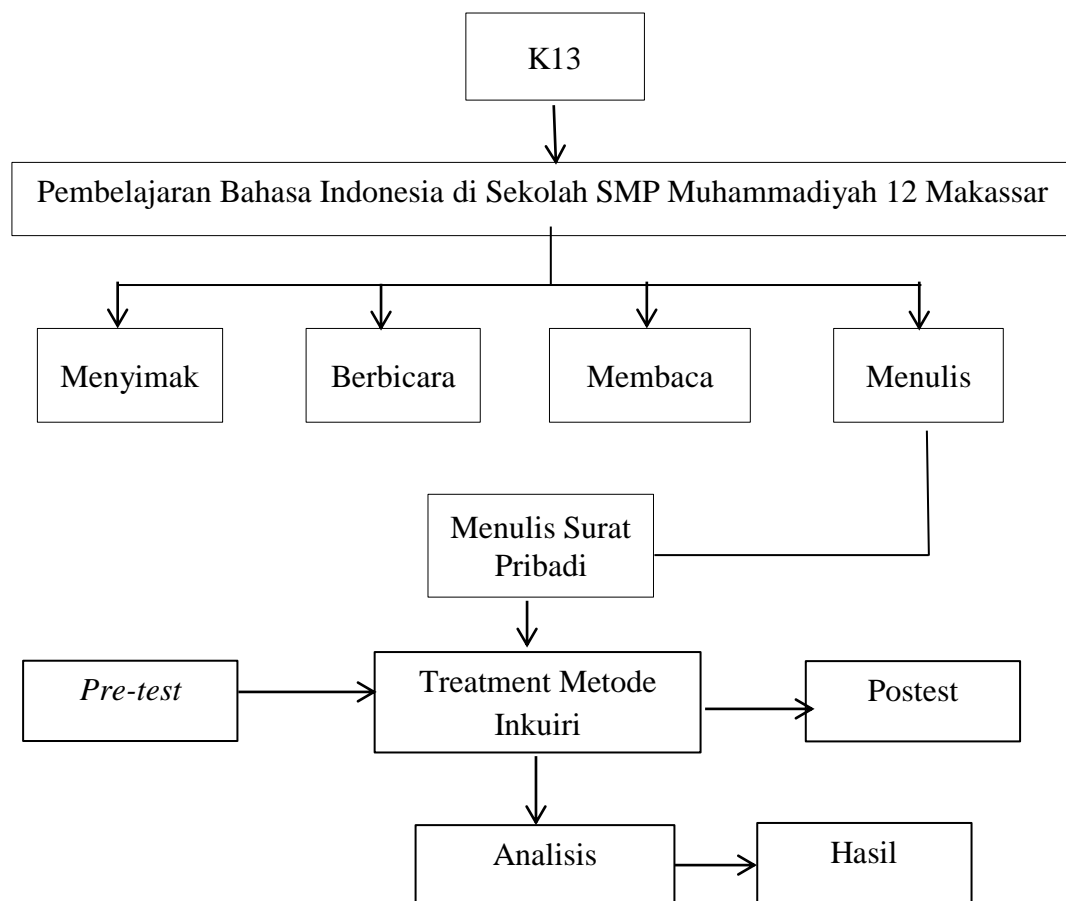 K13
Pembelajaran Bahasa Indonesia di Sekolah SMP Muhammadiyah 12 Makassar
Menyimak
Berbicara
Membaca
Menulis
Menulis Surat
Pribadi
Pre-test
Treatment Metode
Inkuiri
Postest
Analisis
Hasil